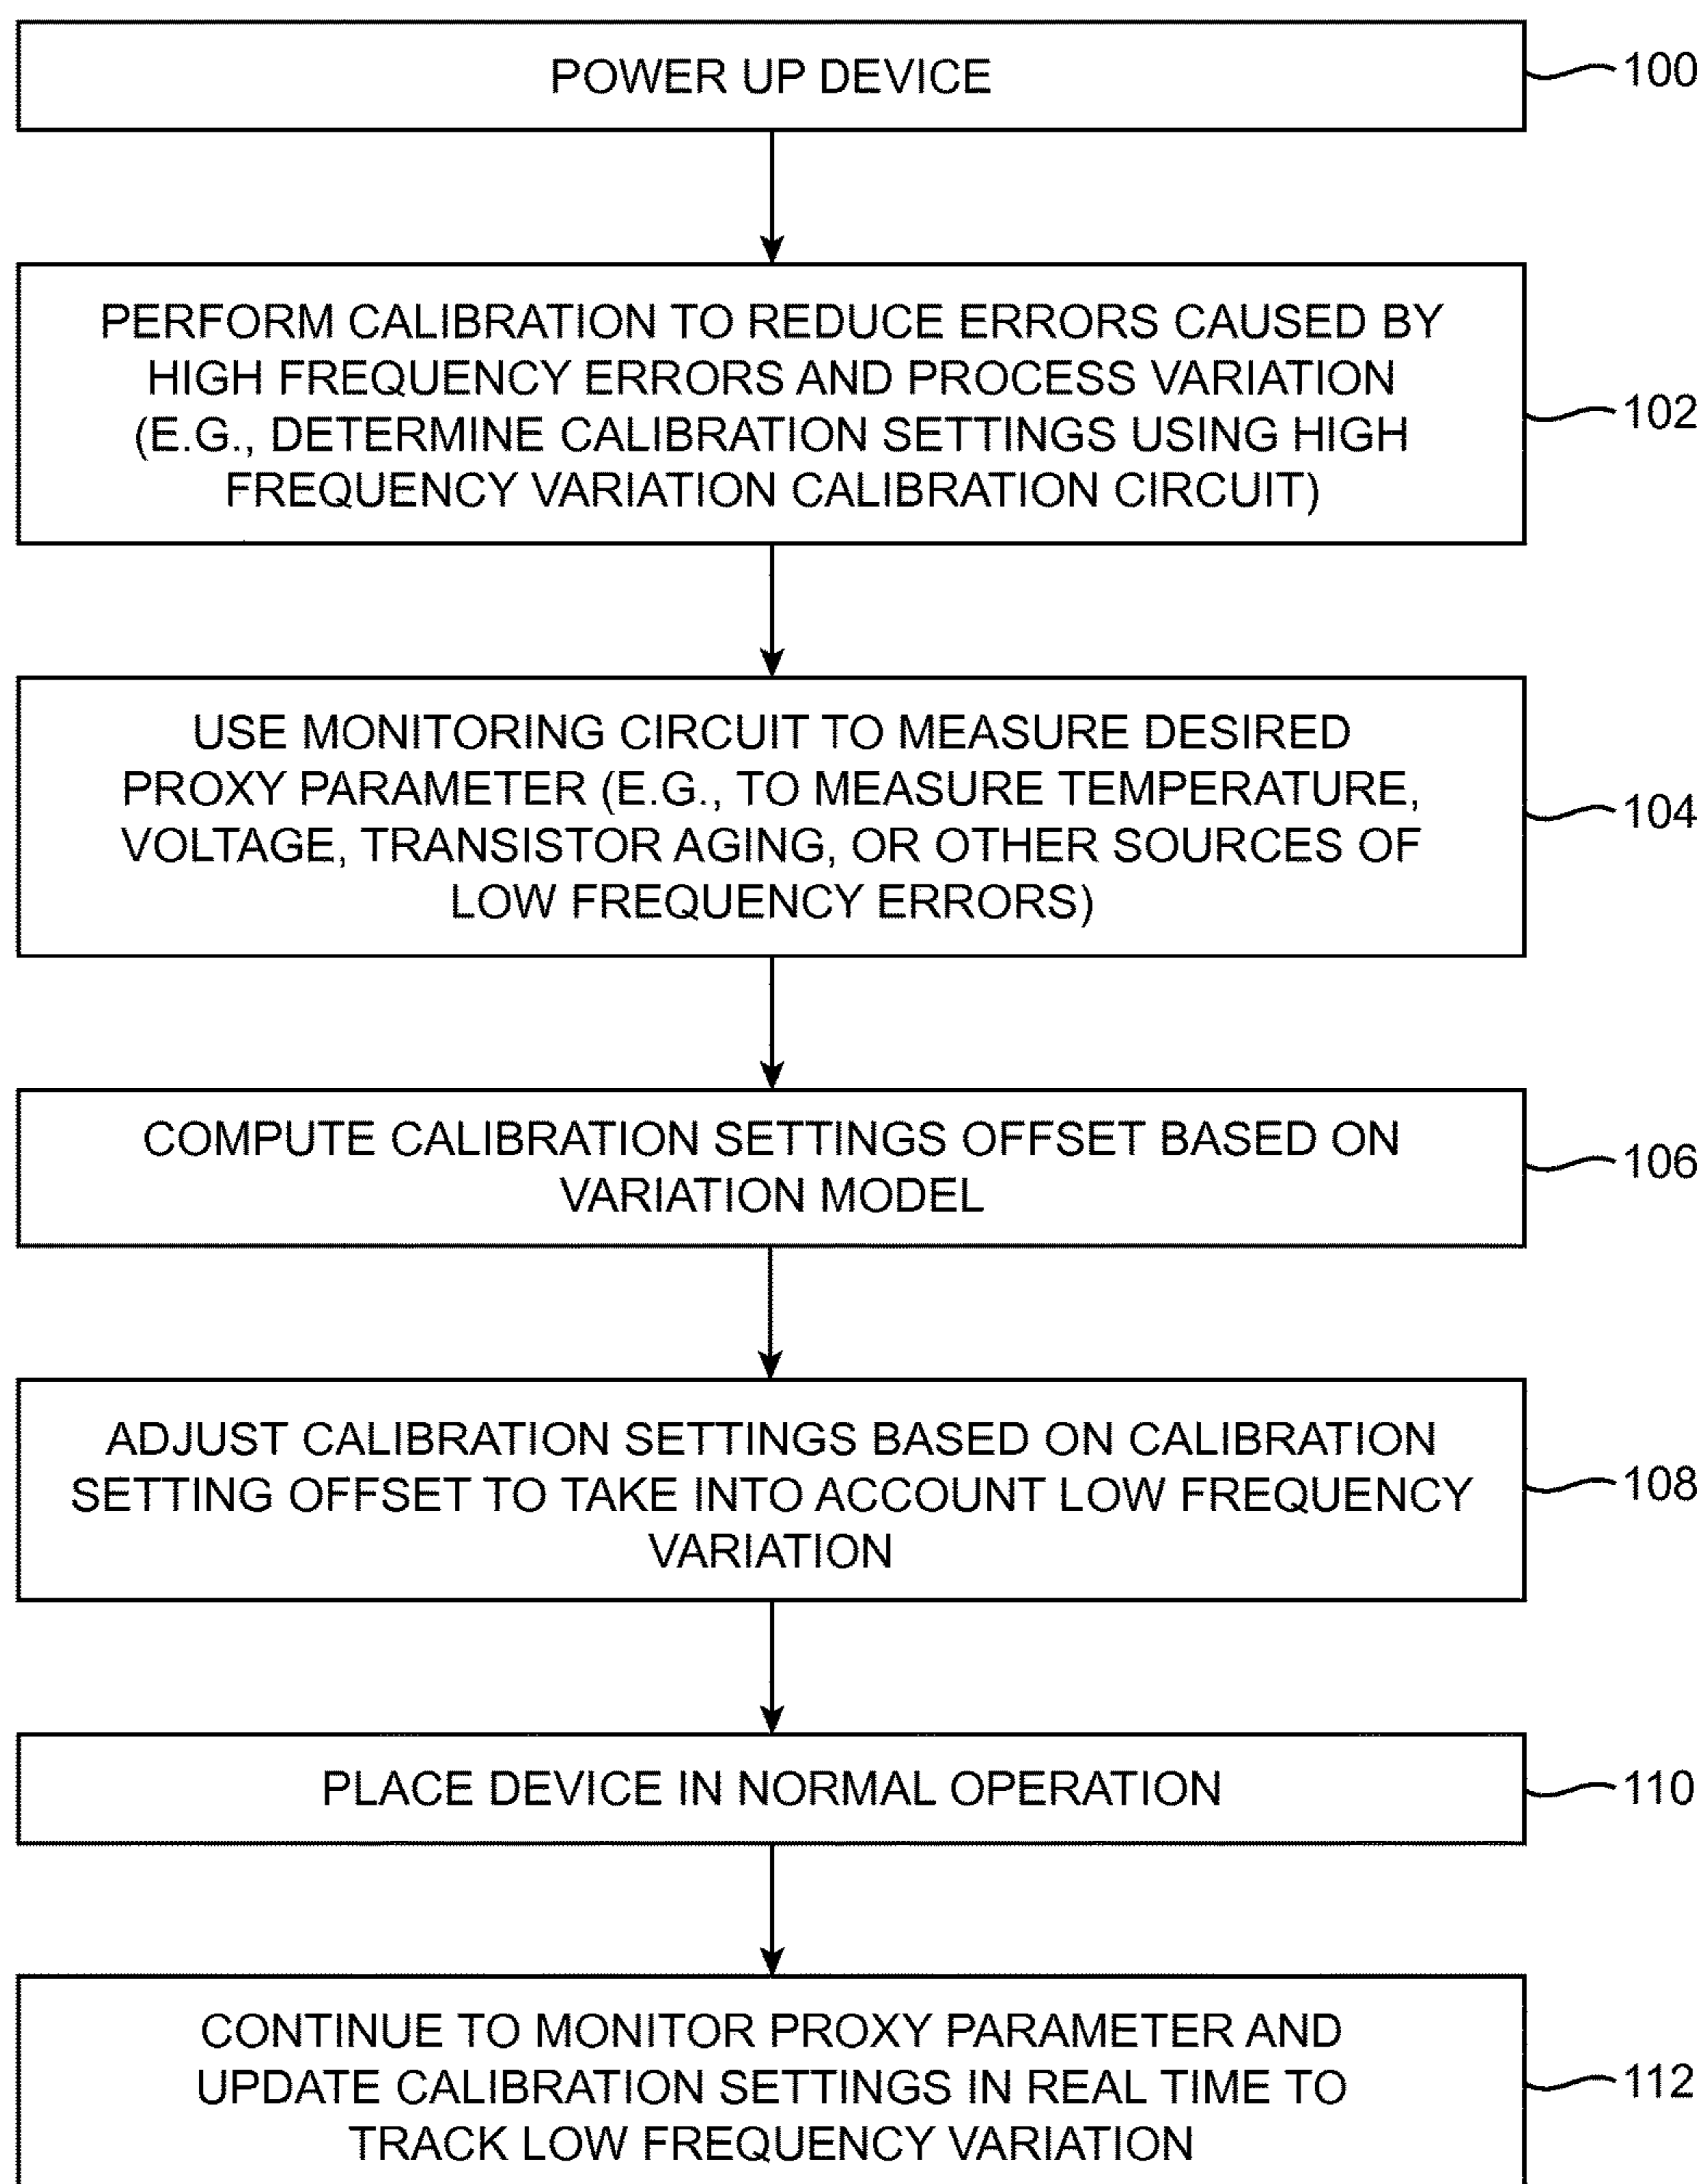 POWER UP DEVICE
100
PERFORM CALIBRATION TO REDUCE ERRORS CAUSED BY
HIGH FREQUENCY ERRORS AND PROCESS VARIATION
(E.G., DETERMINE CALIBRATION SETTINGS USING HIGH
FREQUENCY VARIATION CALIBRATION CIRCUIT)
102
USE MONITORING CIRCUIT TO MEASURE DESIRED
PROXY PARAMETER (E.G., TO MEASURE TEMPERATURE,
VOLTAGE, TRANSISTOR AGING, OR OTHER SOURCES OF
LOW FREQUENCY ERRORS)
104
COMPUTE CALIBRATION SETTINGS OFFSET BASED ON
VARIATION MODEL
106
ADJUST CALIBRATION SETTINGS BASED ON CALIBRATION
SETTING OFFSET TO TAKE INTO ACCOUNT LOW FREQUENCY
VARIATION
108
PLACE DEVICE IN NORMAL OPERATION
110
CONTINUE TO MONITOR PROXY PARAMETER AND
UPDATE CALIBRATION SETTINGS IN REAL TIME TO
TRACK LOW FREQUENCY VARIATION
112